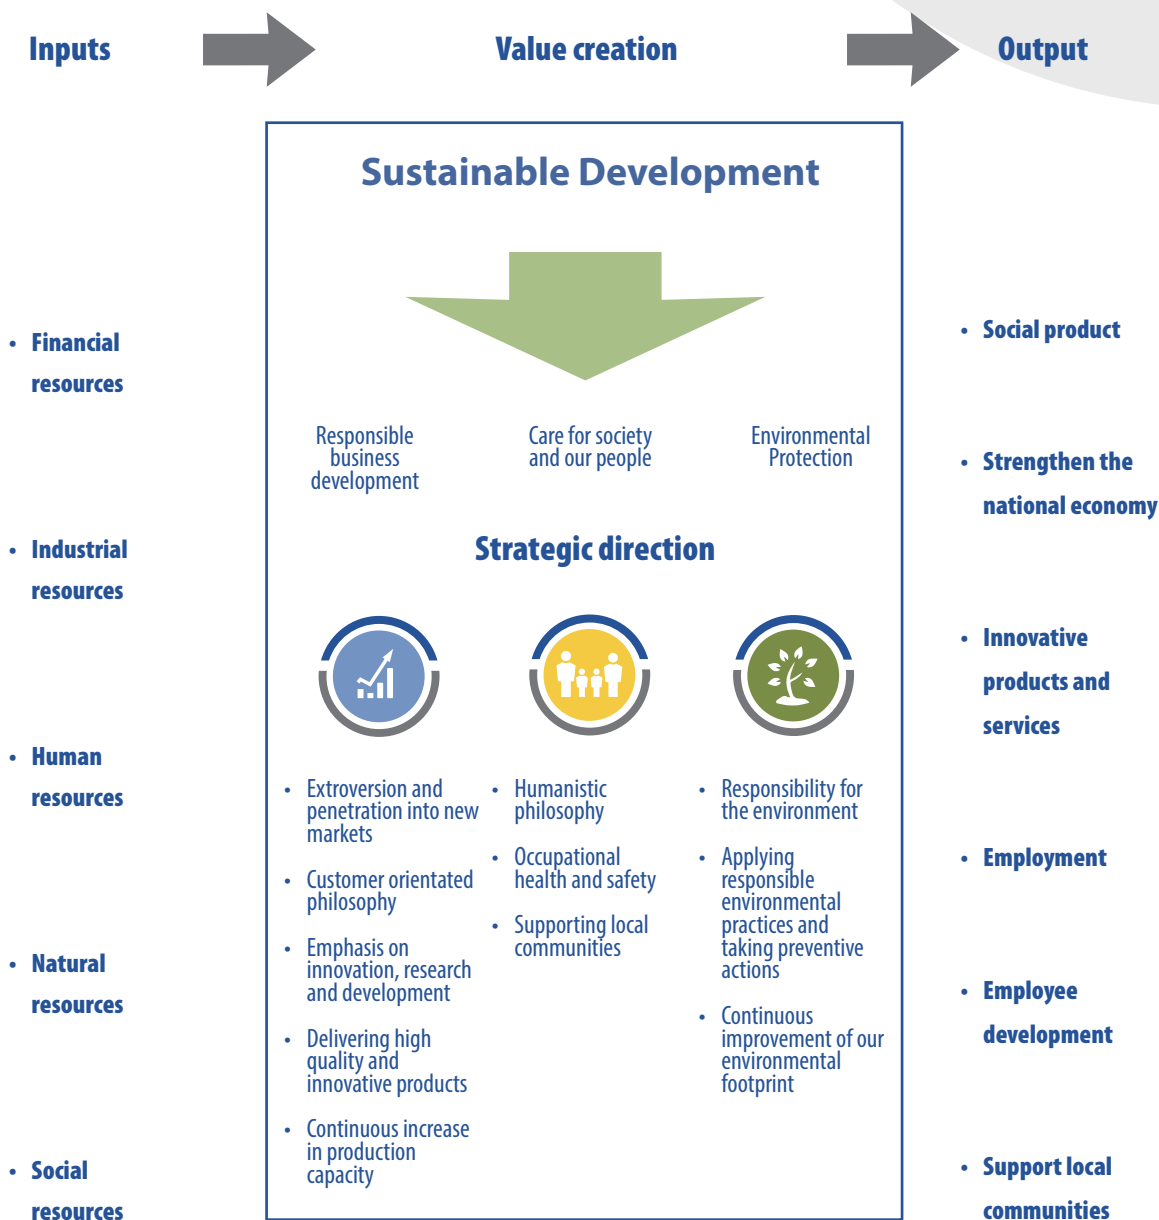 Inputs
Value creation
Output
Sustainable Development
• Financial
resources
• Industrial
resources
• Human
resources
• Natural
resources
• Social
resources
Responsible
business
development
Care for society
and our people
Environmental
Protection
Strategic direction
• Extroversion and
penetration into new
markets
• Customer orientated
philosophy
• Emphasis on
innovation, research
and development
• Delivering high
quality and
innovative products
• Continuous increase
in production
capacity
• Humanistic
philosophy
• Occupational
health and safety
• Supporting local
communities
• Responsibility for
the environment
• Applying
responsible
environmental
practices and
taking preventive
actions
• Continuous
improvement of our
environmental
footprint
• Social product
• Strengthen the
national economy
• Innovative
products and
services
• Employment
• Employee
development
• Support local
communities